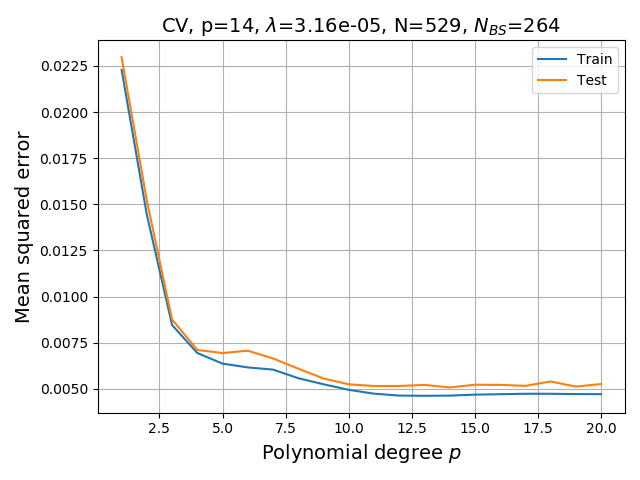 CV, p=14, λ=3.16e-05, N=529, N_{BS}=264
Train
Test
0.0225
0.0200
0.0175
0.0150
0.0125
0.0100
0.0075
0.0050
Mean squared error
2.5 5.0 7.5 10.0 12.5 15.0 17.5 20.0
Polynomial degree p